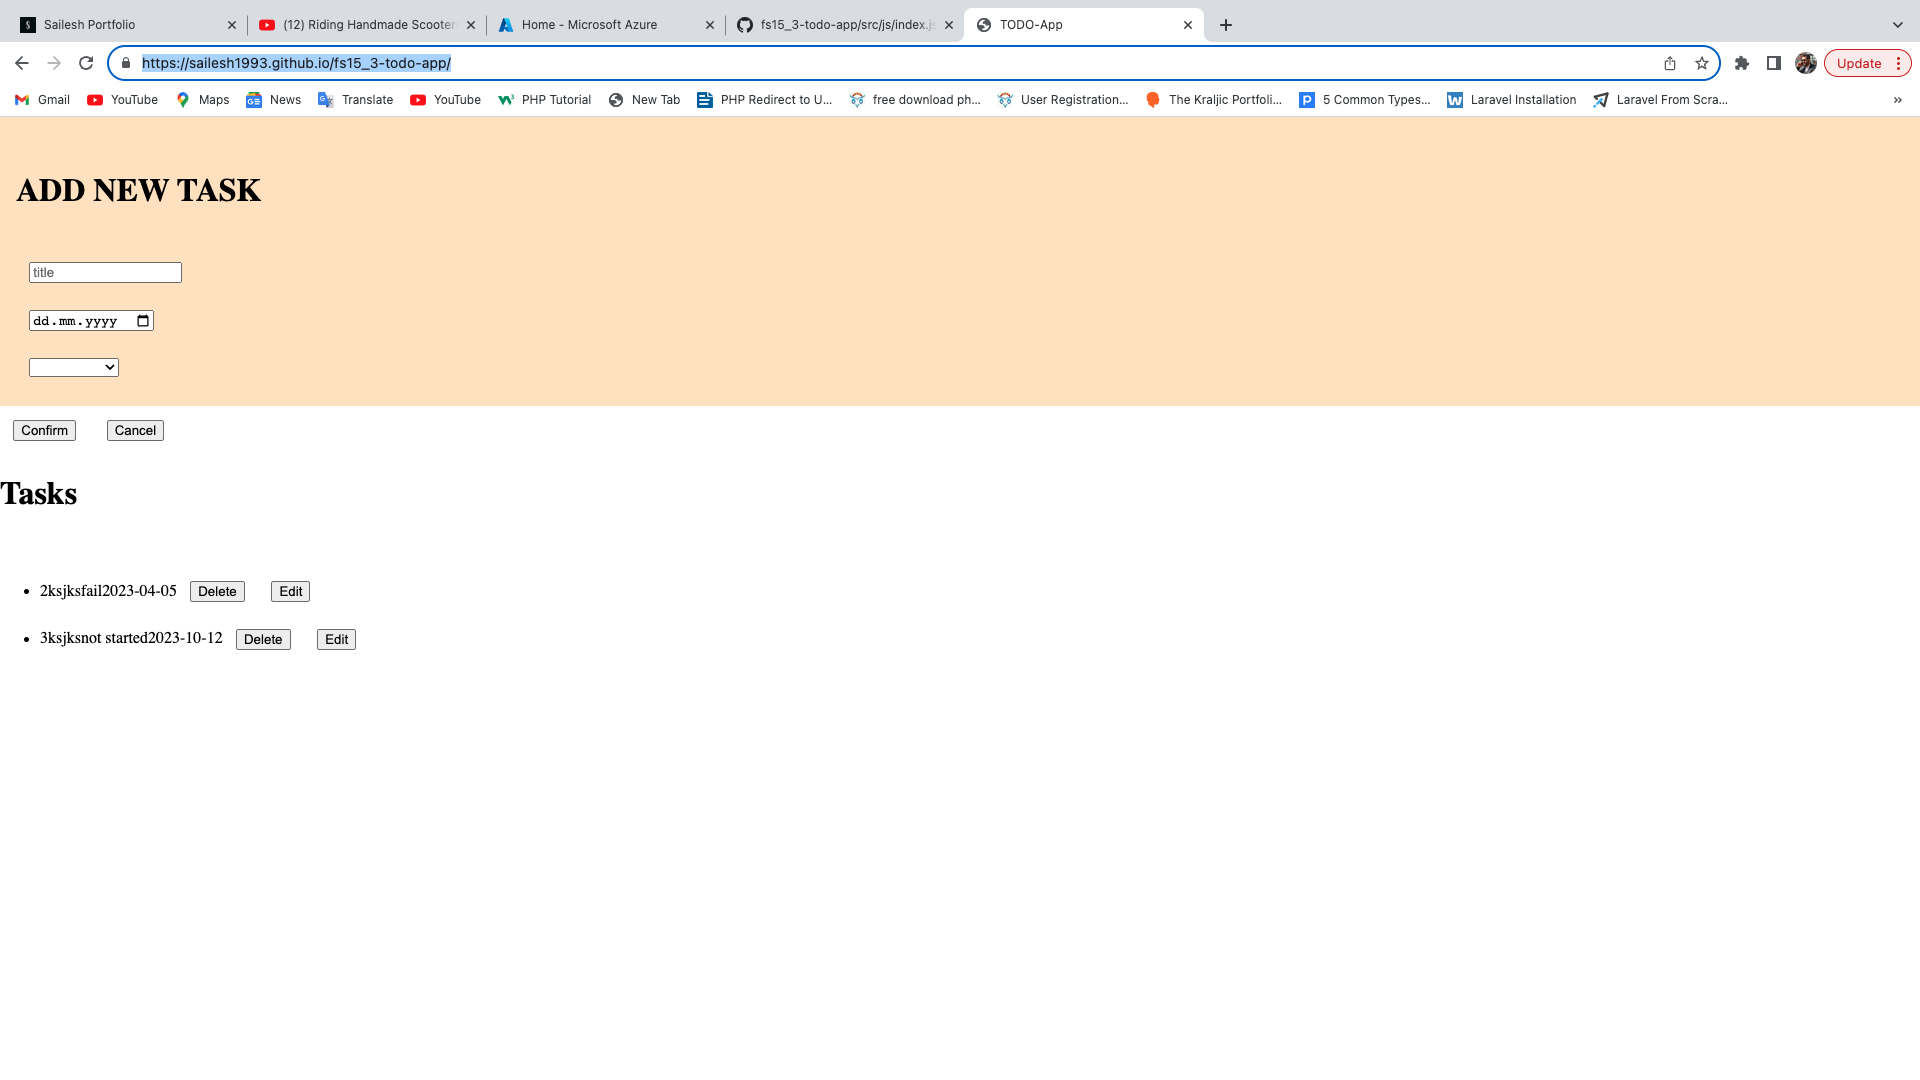 Sailesh Portfolio
(12) Riding Handmade Scooter
Home - Microsoft Azure
fs15_3-todo-app/src/js/index.js
TODO-App
https://sailesh1993.github.io/fs15_3-todo-app/
Update
Gmail
YouTube
Maps
News
Translate
YouTube
PHP Tutorial
New Tab
PHP Redirect to U...
free download ph...
User Registration...
The Kraljic Portfoli...
5 Common Types...
Laravel Installation
Laravel From Scra...
»
ADD NEW TASK
title
dd.mm.yyyy
Confirm Cancel
Tasks
• 2ksjksfail2023-04-05 Delete Edit
• 3ksjksnot started2023-10-12 Delete Edit